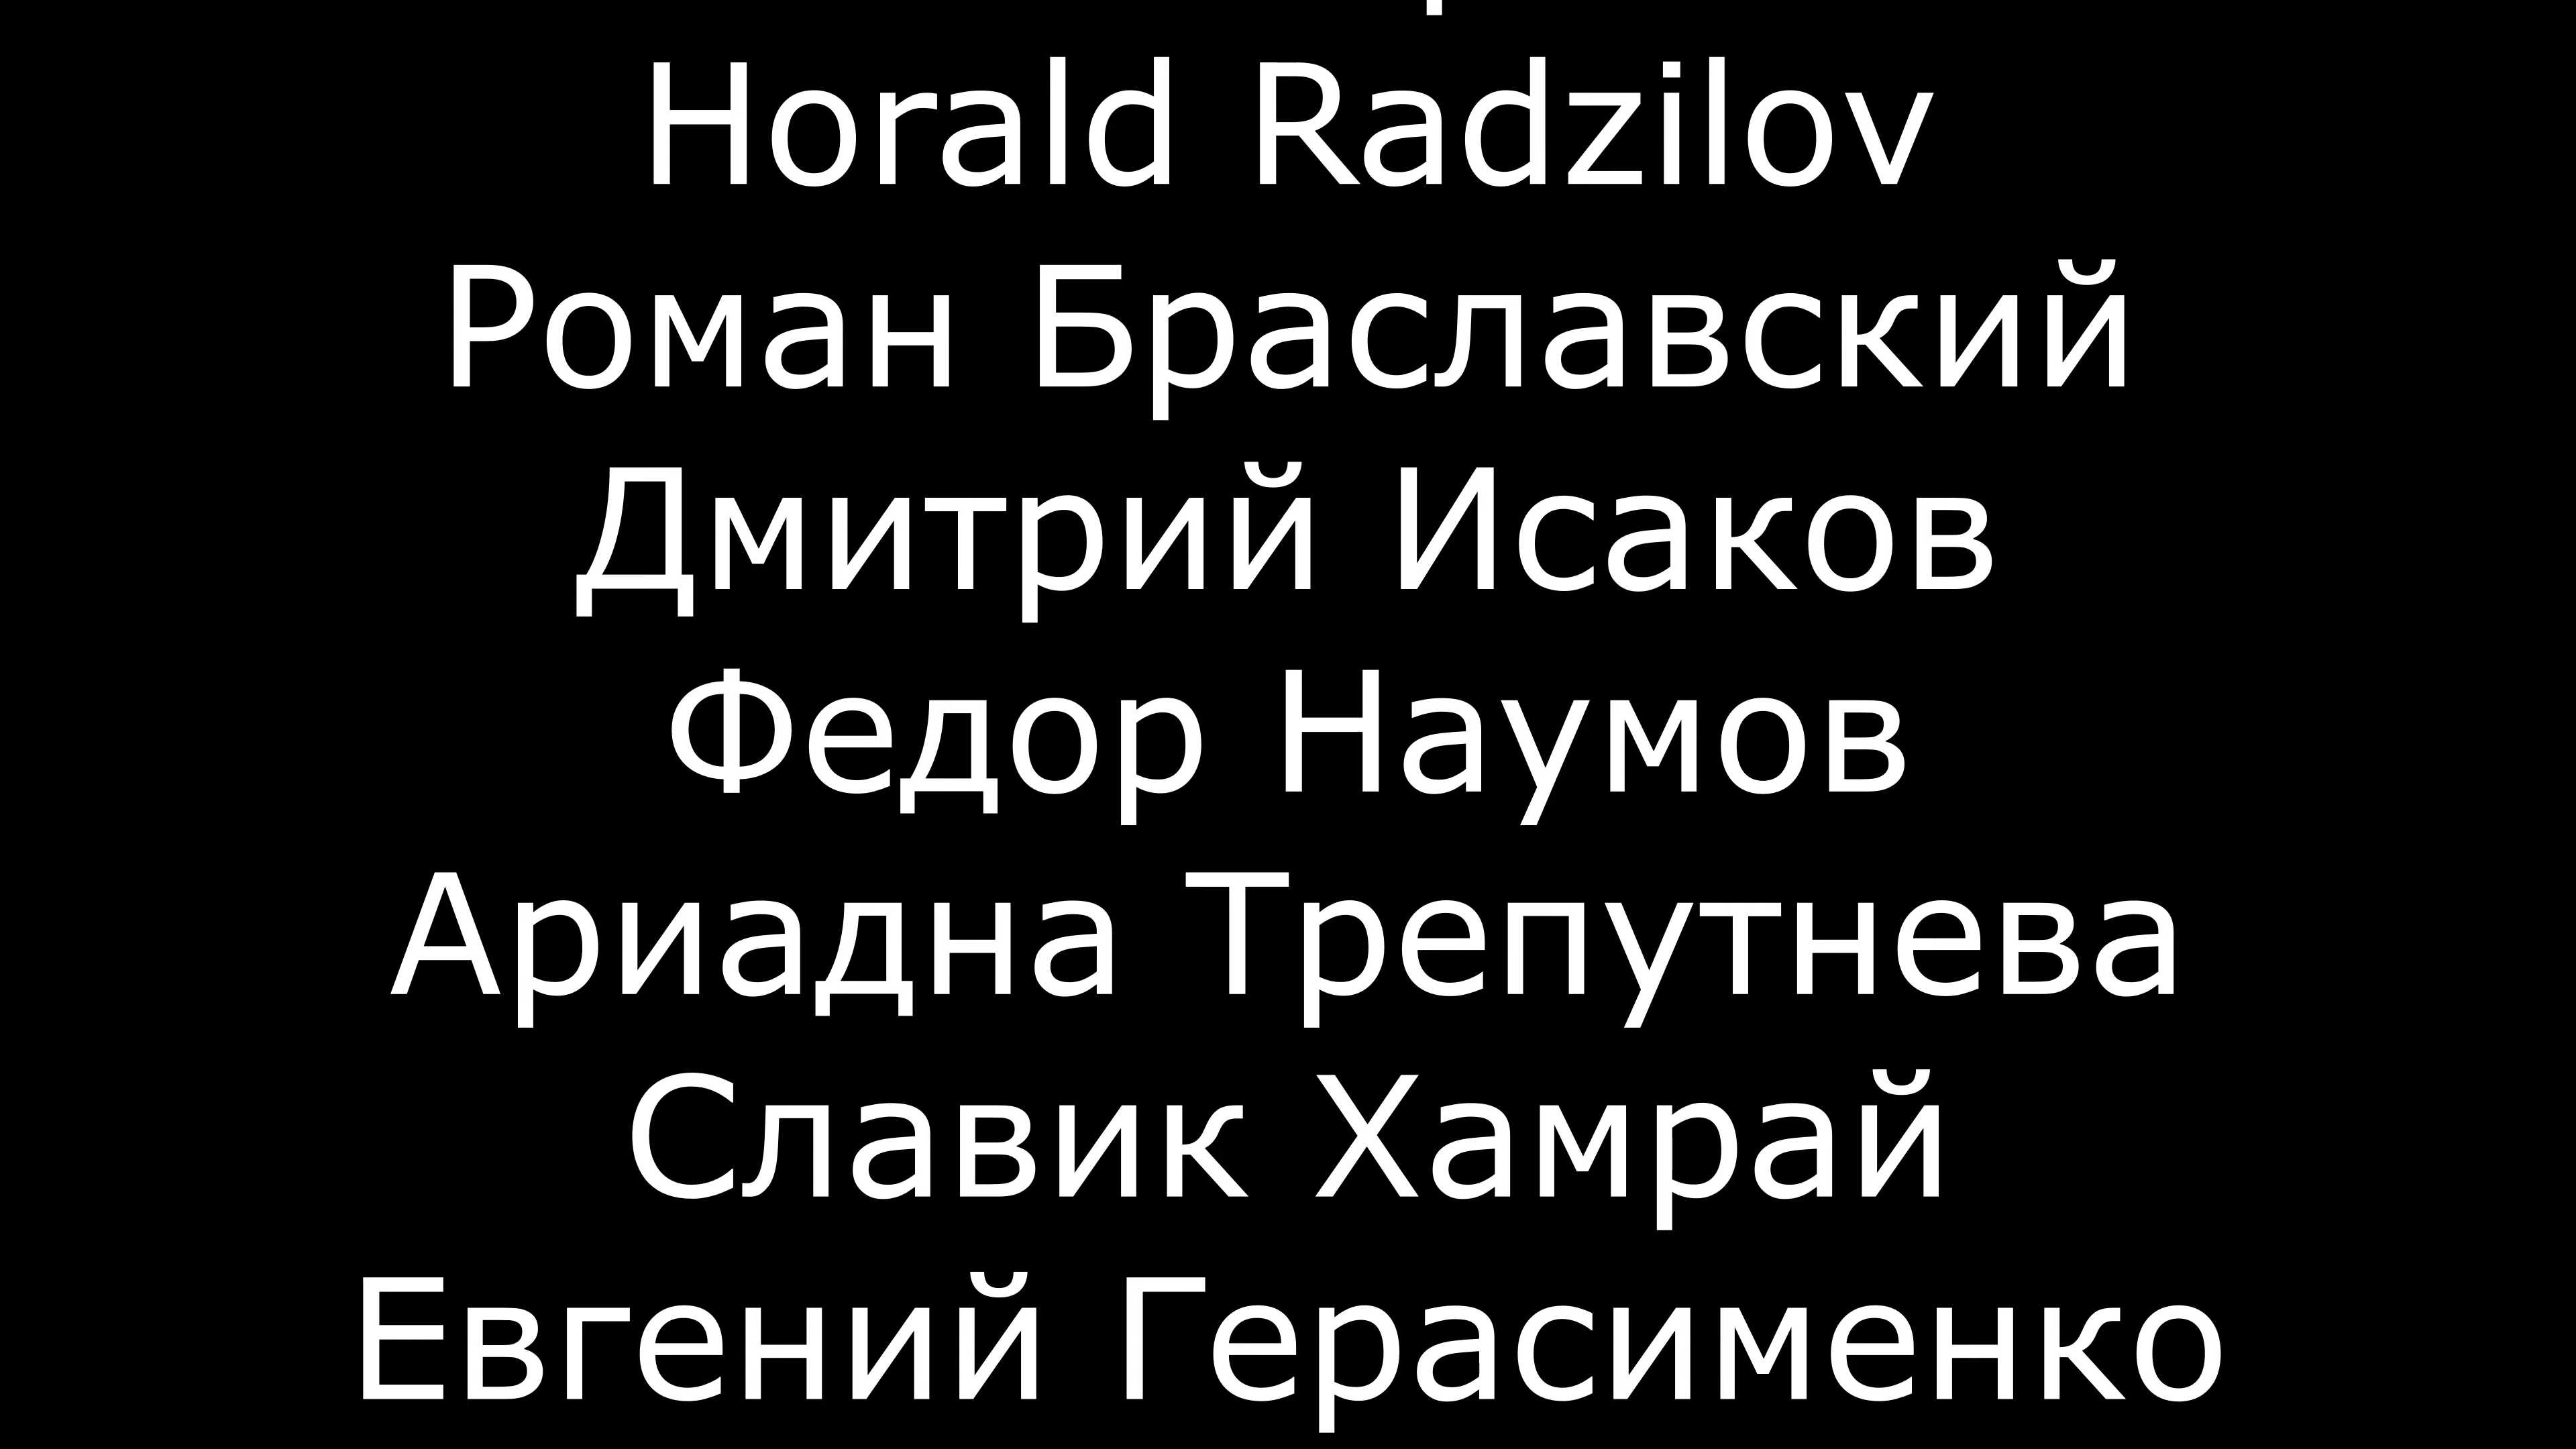 Horald Radzilov
Роман Браславский
Дмитрий Исаков
Федор Наумов
Ариадна Трепутнева
Славик Хамрай
Евгений Герасименко